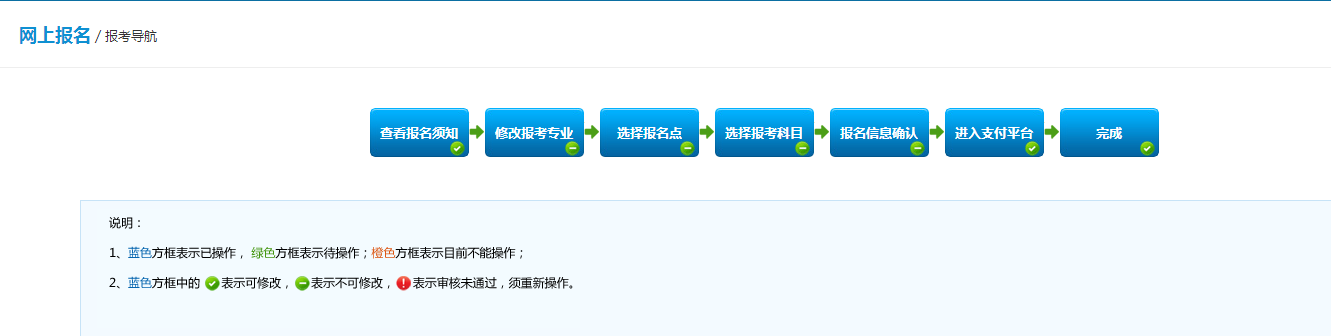 网上报名 / 报考导航
查看报名须知 修改报考专业 选择报名点 选择报考科目 报名信息确认 进入支付平台 完成
说明：
1、蓝色方框表示已操作， 绿色方框表示待操作；橙色方框表示目前不能操作；
2、蓝色方框中的 表示可修改， 表示不可修改， 表示审核未通过，须重新操作。